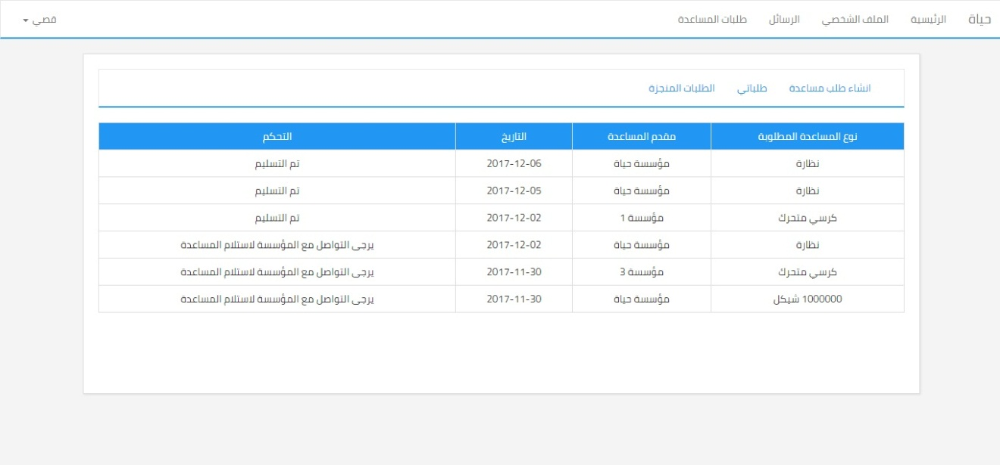 حياة الرئيسية الملف الشخصي الرسائل طلبات المساعدة قصي
انشاء طلب مساعدة طلباتي الطلبات المنجزة
نوع المساعدة المطلوبة مقدم المساعدة التاريخ التحكم
نظارة مؤسسة حياة 2017-12-06 تم التسليم
نظارة مؤسسة حياة 2017-12-05 تم التسليم
كرسي متحرك مؤسسة 1 2017-12-02 تم التسليم
نظارة مؤسسة حياة 2017-12-02 يرجى التواصل مع المؤسسة لاستلام المساعدة
كرسي متحرك مؤسسة 3 2017-11-30 يرجى التواصل مع المؤسسة لاستلام المساعدة
1000000 شيكل مؤسسة حياة 2017-11-30 يرجى التواصل مع المؤسسة لاستلام المساعدة